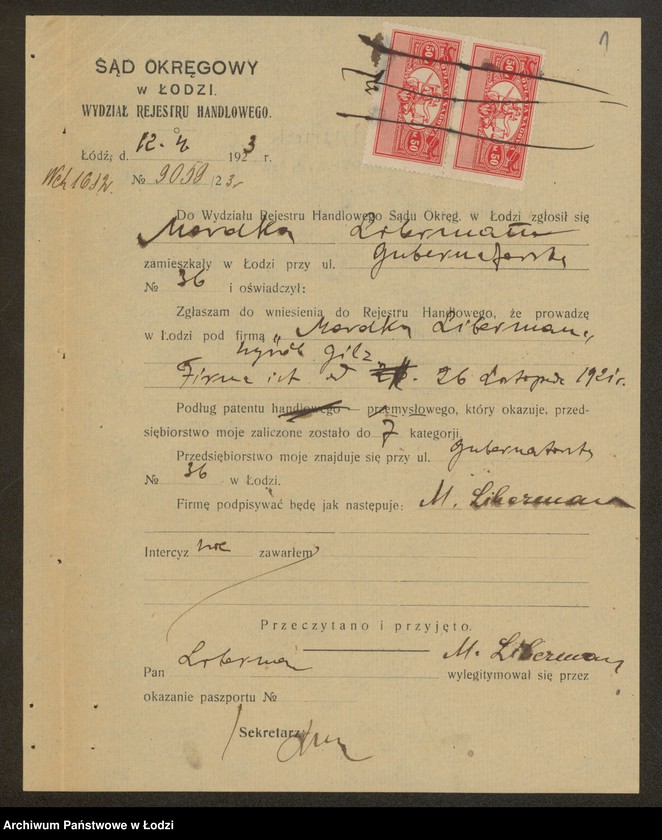 1
SĄD OKRĘGOWY
w ŁODZI.
WYDZIAŁ REJESTRU HANDLOWEGO.
Łódź, d. 12.X 1923 r.
№ 9059/23r
Do Wydziału Rejestru Handlowego Sądu Okręg. w Łodzi zgłosił się
Mordka Liberman
zamieszkały w Łodzi przy ul. Gubernatorska
№ 36 i oświadczył:
Zgłaszam do wniesienia do Rejestru Handlowego, że prowadzę
w Łodzi pod firmą „Mordka Liberman„
wyrób gilz
Firma ist. od 26 Listopada 1921 r.
Podług patentu handlowego – przemysłowego, który okazuje, przed-
siębiorstwo moje zaliczone zostało do 7 kategorji.
Przedsiębiorstwo moje znajduje się przy ul. Gubernatorska
№ 36 w Łodzi.
Firmę podpisywać będę jak następuje: M. Liberman
Intercyz nie zawarłem
Przeczytano i przyjęto.
M. Liberman
Pan Liberman wylegitymował się przez
okazanie paszportu №
Sekretarz
Archiwum Państwowe w Łodzi